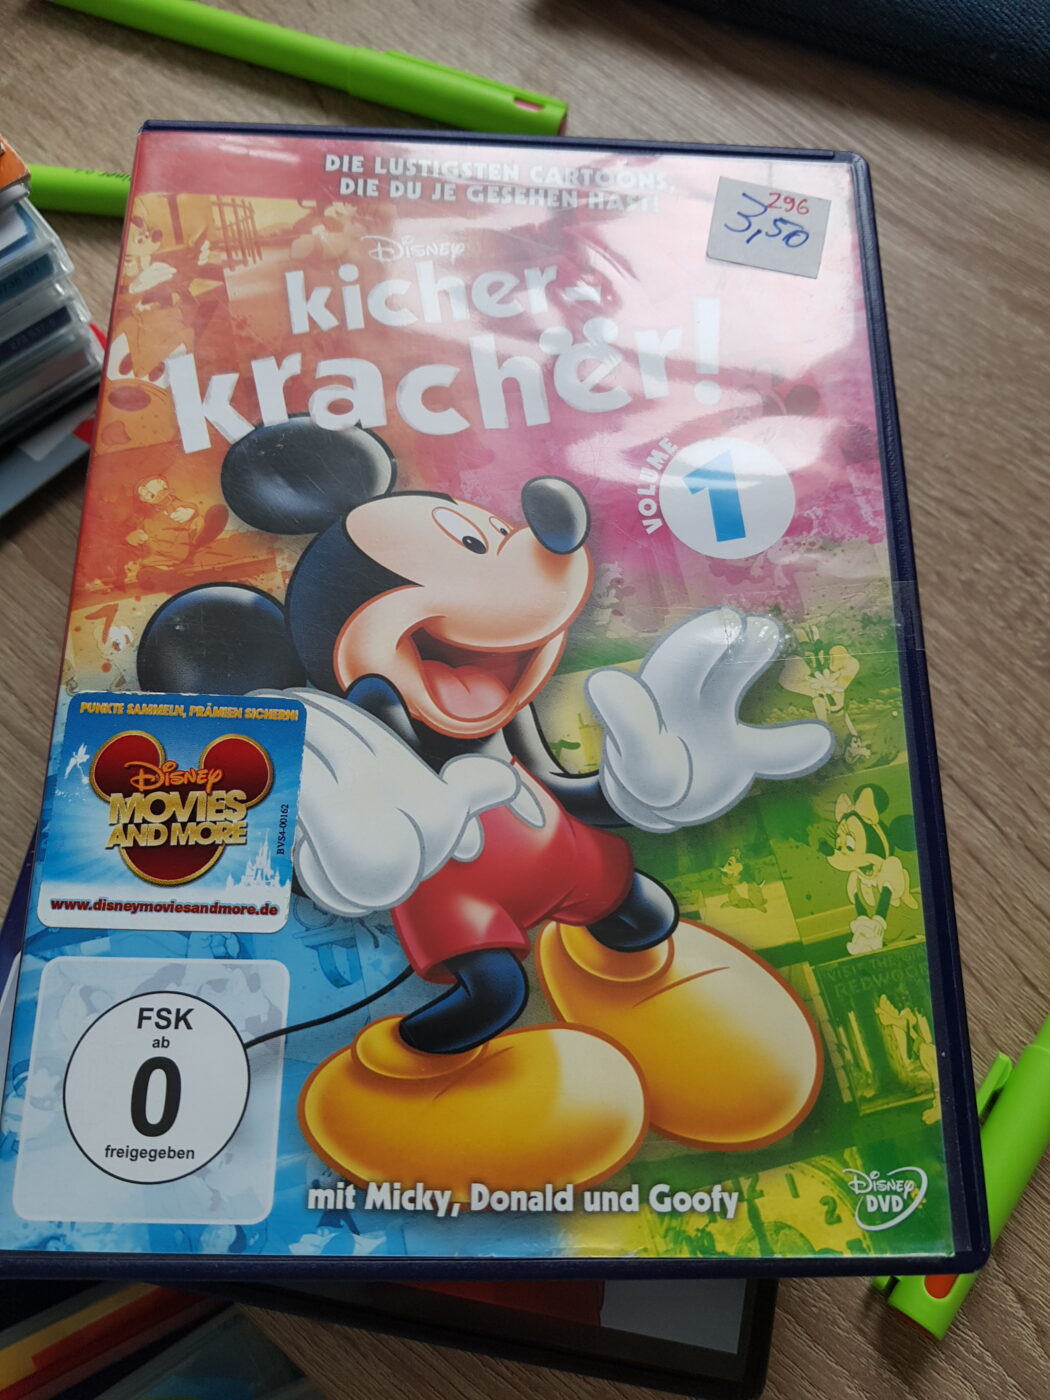 DIE LUSTIGSTEN CARTOONS,
DIE DU JE GESEHEN HAST!
296
3,50
Disney
kicher-
kracher!
VOLUME
1
PUNKTE SAMMELN, PRÄMIEN SICHERN!
Disney
MOVIES
AND MORE
BVS4-00162
www.disneymoviesandmore.de
FSK
ab
0
freigegeben
mit Micky, Donald und Goofy
Disney
DVD